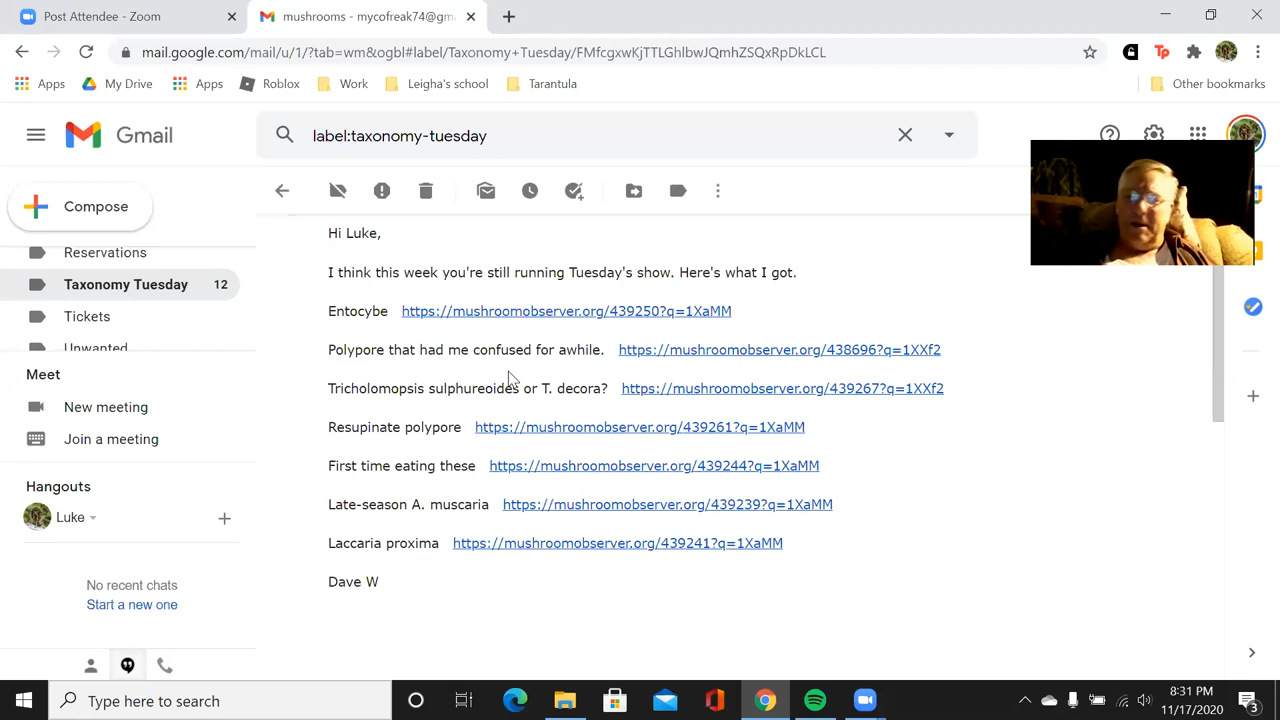 Post Attendee - Zoom
mushrooms - mycofreak74@gm
mail.google.com/mail/u/1/?tab=wm&ogbl#label/Taxonomy+Tuesday/FMfcgxwKjTTLGhlbwJQmhZSQxRpDkLCL
Apps My Drive Apps Roblox Work Leigha's school Tarantula Other bookmarks
Gmail
label:taxonomy-tuesday
Compose
Reservations
Taxonomy Tuesday 12
Tickets
Unwanted
Meet
New meeting
Join a meeting
Hangouts
Luke
No recent chats
Start a new one
Hi Luke,
I think this week you're still running Tuesday's show. Here's what I got.
Entocybe https://mushroomobserver.org/439250?q=1XaMM
Polypore that had me confused for awhile. https://mushroomobserver.org/438696?q=1XXf2
Tricholomopsis sulphureoides or T. decora? https://mushroomobserver.org/439267?q=1XXf2
Resupinate polypore https://mushroomobserver.org/439261?q=1XaMM
First time eating these https://mushroomobserver.org/439244?q=1XaMM
Late-season A. muscaria https://mushroomobserver.org/439239?q=1XaMM
Laccaria proxima https://mushroomobserver.org/439241?q=1XaMM
Dave W
Type here to search
8:31 PM
11/17/2020
3